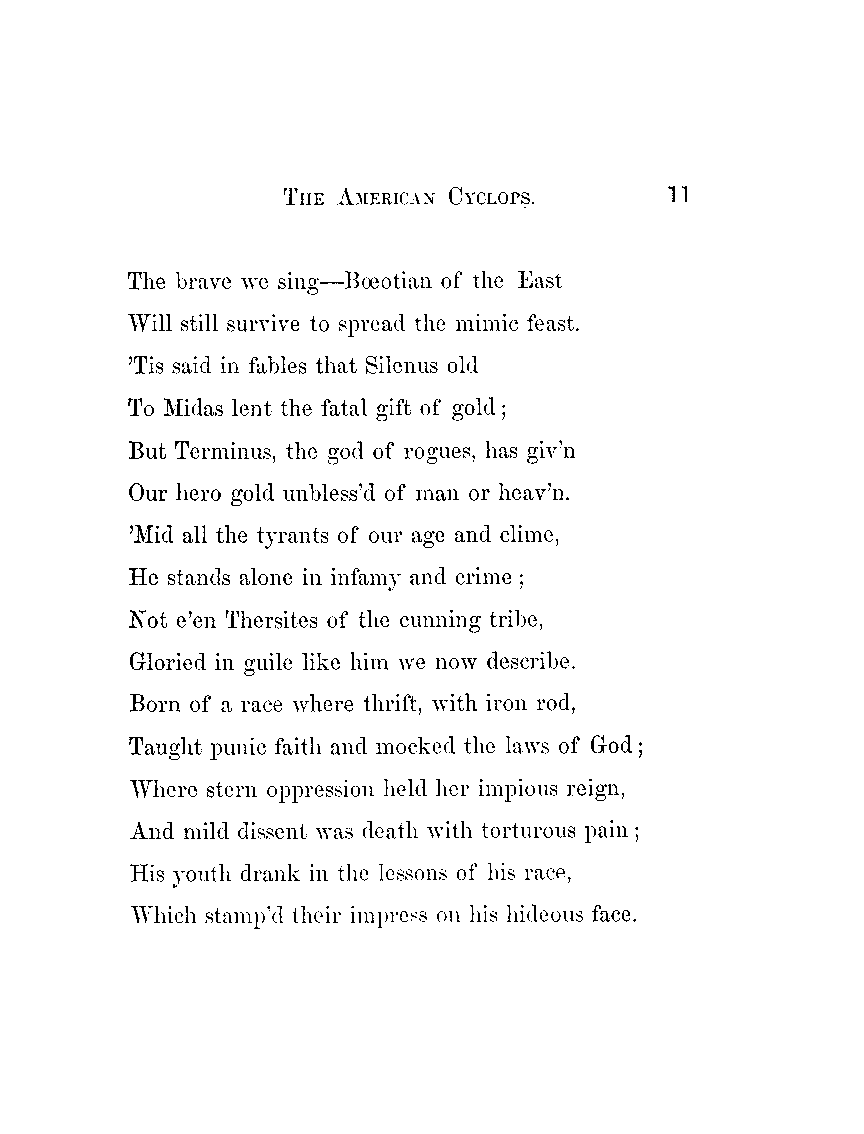 The American Cyclops. 11
The brave we sing—Bœotian of the East
Will still survive to spread the mimic feast.
'Tis said in fables that Silenus old
To Midas lent the fatal gift of gold;
But Terminus, the god of rogues, has giv'n
Our hero gold unbless'd of man or heav'n.
'Mid all the tyrants of our age and clime,
He stands alone in infamy and crime;
Not e'en Thersites of the cunning tribe,
Gloried in guile like him we now describe.
Born of a race where thrift, with iron rod,
Taught punic faith and mocked the laws of God;
Where stern oppression held her impious reign,
And mild dissent was death with torturous pain;
His youth drank in the lessons of his race,
Which stamp'd their impress on his hideous face.